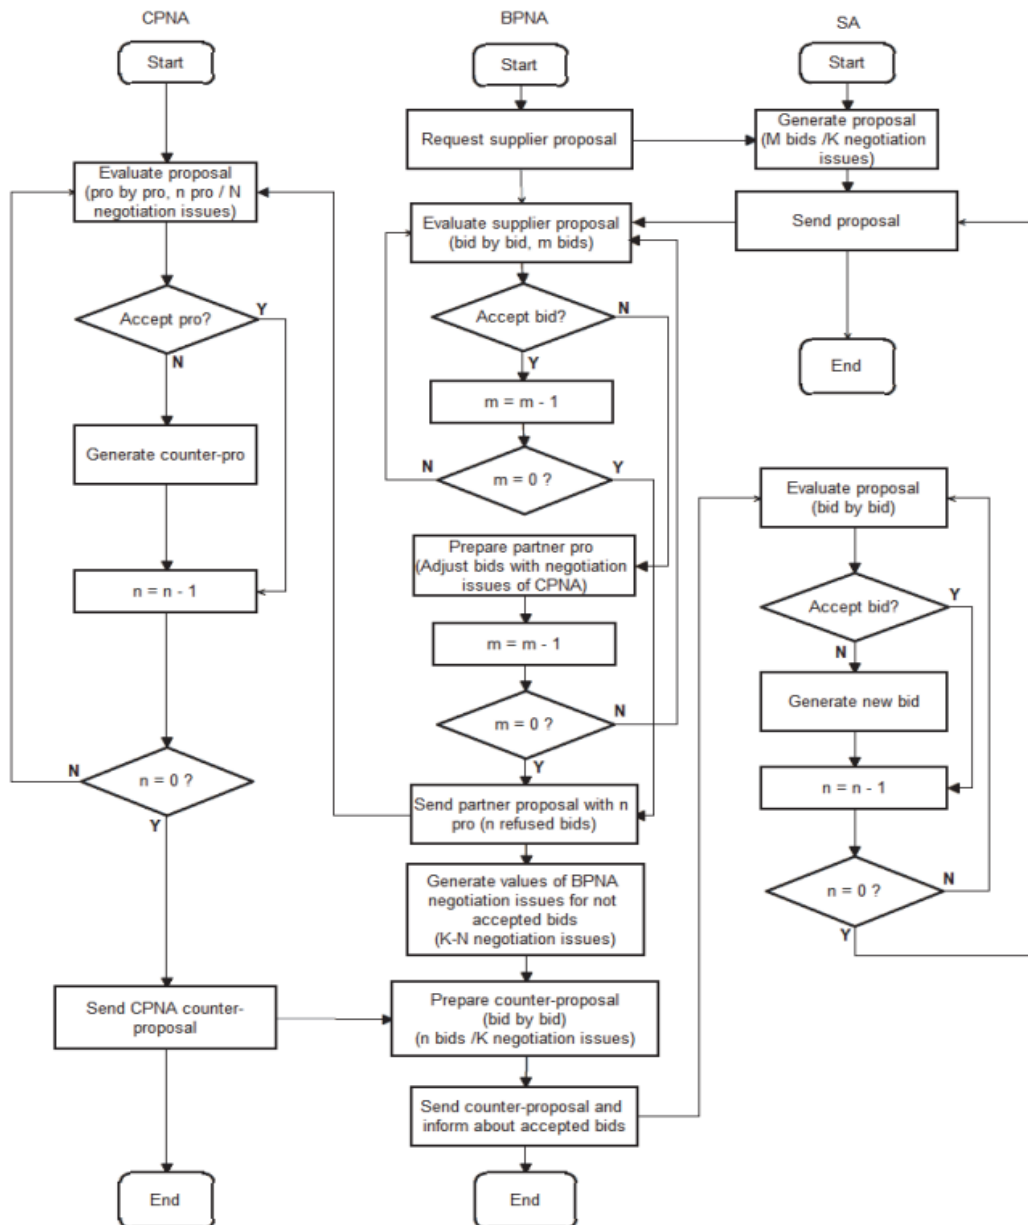 CPNA
Start
Evaluate proposal
(pro by pro, n pro / N
negotiation issues)
Accept pro?
Y
N
Generate counter-pro
n = n - 1
n = 0 ?
N
Y
Send CPNA counter-
proposal
End
BPNA
Start
Request supplier proposal
Evaluate supplier proposal
(bid by bid, m bids)
Accept bid?
N
Y
m = m - 1
m = 0 ?
N
Y
Prepare partner pro
(Adjust bids with negotiation
issues of CPNA)
m = m - 1
m = 0 ?
N
Y
Send partner proposal with n
pro (n refused bids)
Generate values of BPNA
negotiation issues for not
accepted bids
(K-N negotiation issues)
Prepare counter-proposal
(bid by bid)
(n bids /K negotiation issues)
Send counter-proposal and
inform about accepted bids
End
SA
Start
Generate proposal
(M bids /K negotiation
issues)
Send proposal
End
Evaluate proposal
(bid by bid)
Accept bid?
Y
N
Generate new bid
n = n - 1
n = 0 ?
N
Y